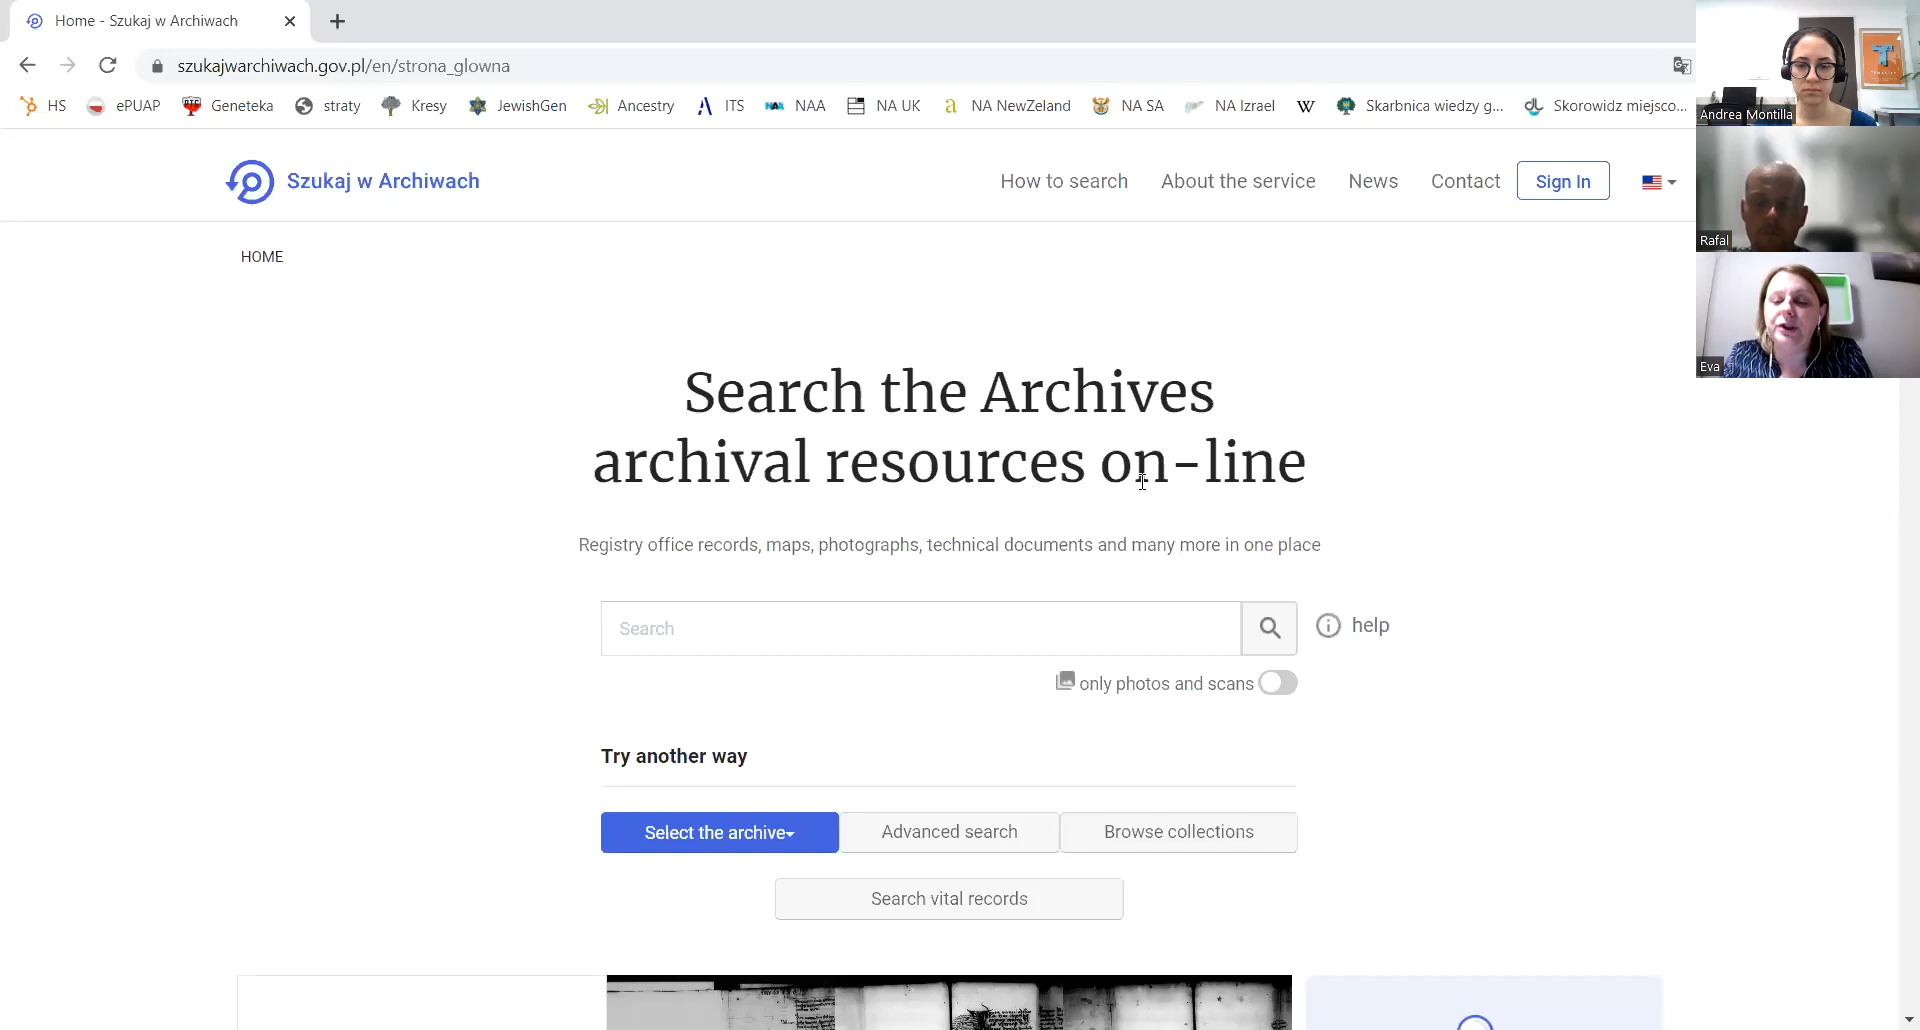 Home - Szukaj w Archiwach
szukajwarchiwach.gov.pl/en/strona_glowna
HS ePUAP Geneteka straty Kresy JewishGen Ancestry ITS NAA NA UK NA NewZeland NA SA NA Izrael Skarbnica wiedzy g... Skorowidz miejsco...
Andrea Montilla
Szukaj w Archiwach
How to search About the service News Contact Sign In
Rafal
HOME
Eva
Search the Archives
archival resources on-line
Registry office records, maps, photographs, technical documents and many more in one place
Search
help
only photos and scans
Try another way
Select the archive Advanced search Browse collections
Search vital records